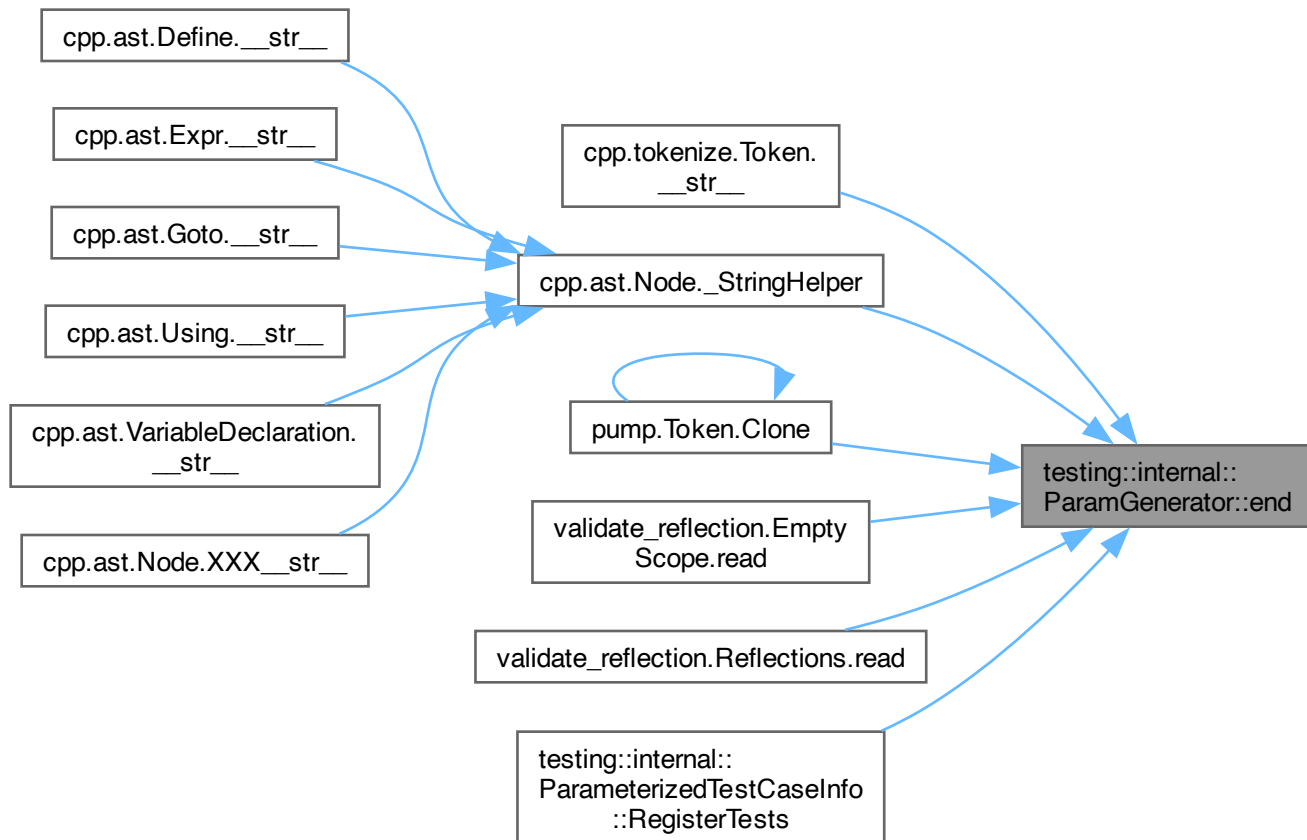 cpp.ast.Define.__str__
cpp.ast.Expr.__str__
cpp.ast.Goto.__str__
cpp.ast.Using.__str__
cpp.ast.VariableDeclaration.
__str__
cpp.ast.Node.XXX__str__
cpp.tokenize.Token.
__str__
cpp.ast.Node._StringHelper
pump.Token.Clone
validate_reflection.Empty
Scope.read
validate_reflection.Reflections.read
testing::internal::
ParameterizedTestCaseInfo
::RegisterTests
testing::internal::
ParamGenerator::end